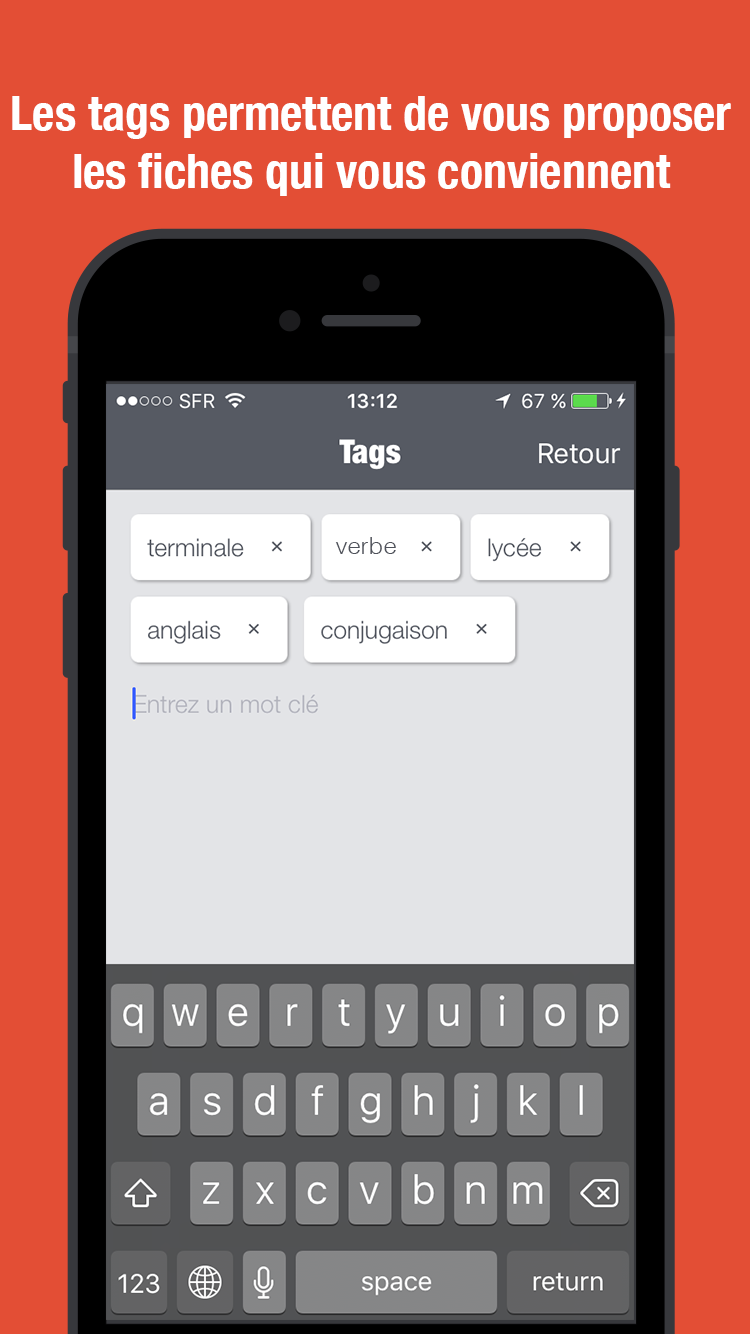 Les tags permettent de vous proposer
les fiches qui vous conviennent
SFR 13:12 67 %
Tags Retour
terminale × verbe × lycée ×
anglais × conjugaison ×
Entrez un mot clé
q w e r t y u i o p
a s d f g h j k l
z x c v b n m
123 space return